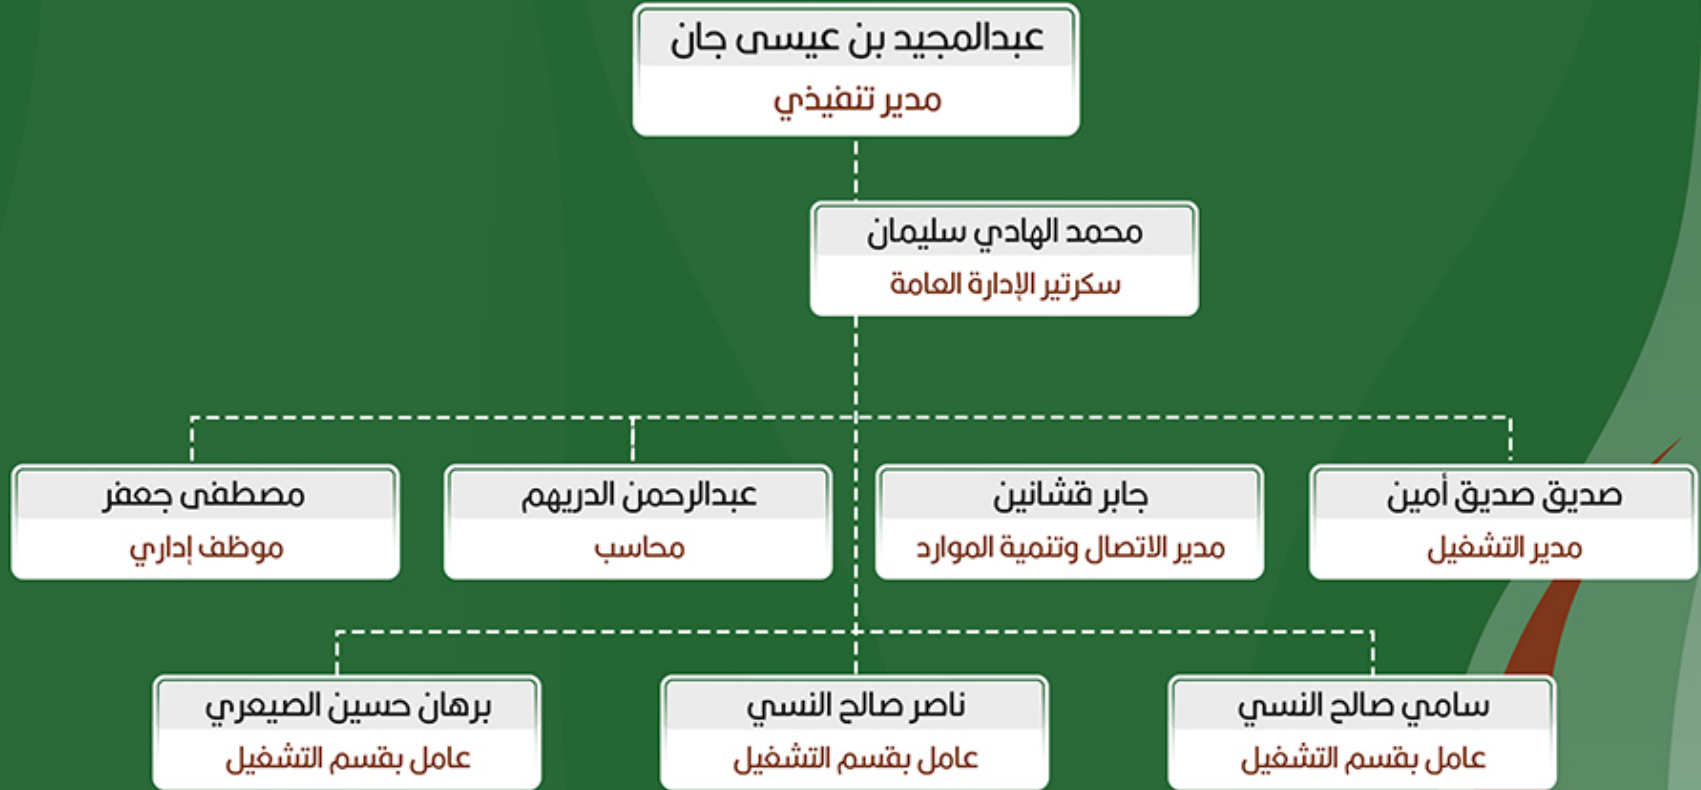 عبدالمجيد بن عيسى جان
مدير تنفيذي
محمد الهادي سليمان
سكرتير الإدارة العامة
صديق صديق أمين
مدير التشغيل
جابر قشانين
مدير الاتصال وتنمية الموارد
عبدالرحمن الدريهم
محاسب
مصطفى جعفر
موظف إداري
سامي صالح النسي
عامل بقسم التشغيل
ناصر صالح النسي
عامل بقسم التشغيل
برهان حسين الصيعري
عامل بقسم التشغيل